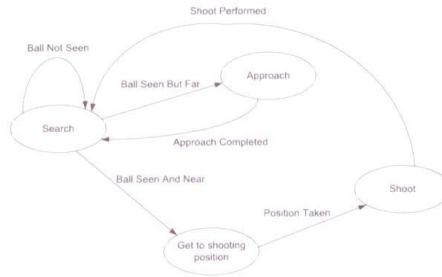 Shoot Performed
Ball Not Seen
Ball Seen But Far
Approach
Search
Approach Completed
Ball Seen And Near
Shoot
Position Taken
Get to shooting
position